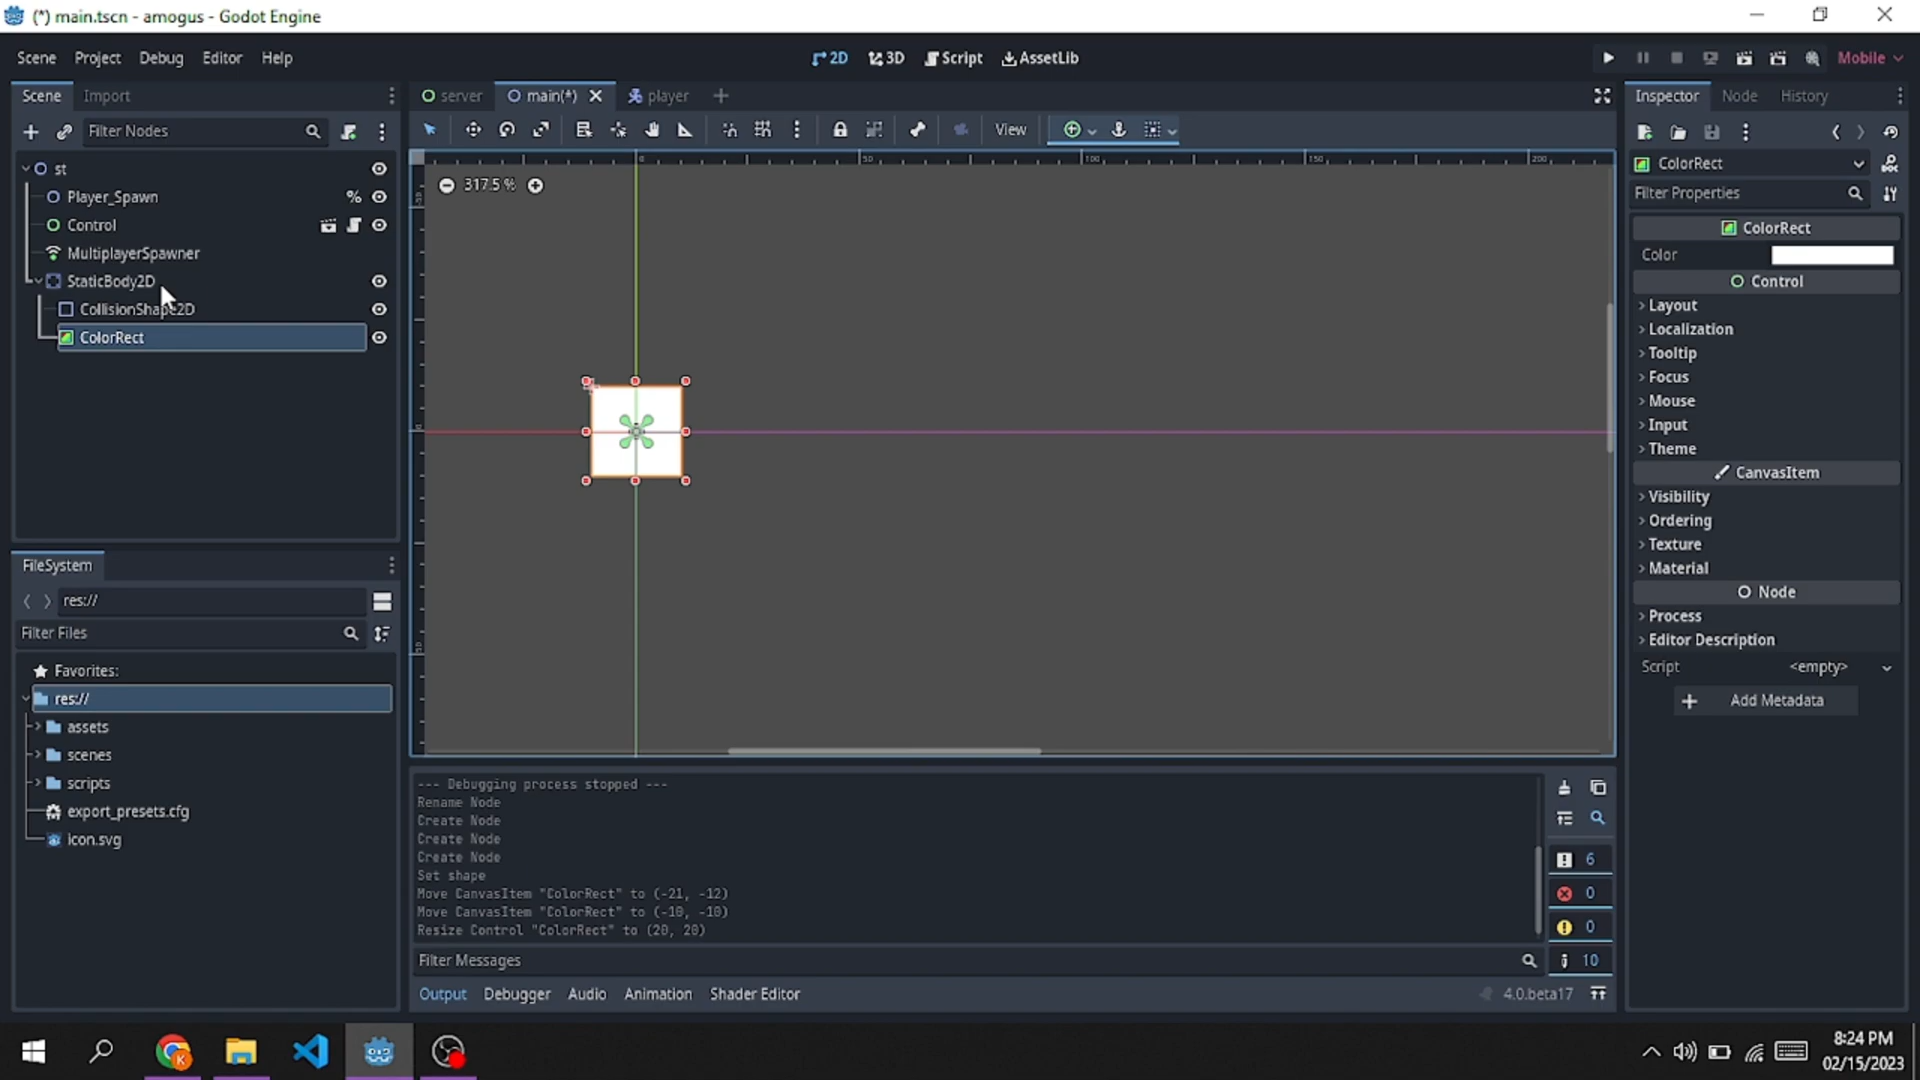 (*) main.tscn - amogus - Godot Engine
Scene Project Debug Editor Help
2D 3D Script AssetLib
Mobile
Scene Import
server main(*) player
Inspector Node History
Filter Nodes
View
st
Player_Spawn %
Control
MultiplayerSpawner
StaticBody2D
CollisionShape2D
ColorRect
317.5 %
0 50 100 150 200
ColorRect
Filter Properties
ColorRect
Color
Control
Layout
Localization
Tooltip
Focus
Mouse
Input
Theme
CanvasItem
Visibility
Ordering
Texture
Material
Node
Process
Editor Description
Script <empty>
Add Metadata
FileSystem
res://
Filter Files
Favorites:
res://
assets
scenes
scripts
export_presets.cfg
icon.svg
--- Debugging process stopped ---
Rename Node
Create Node
Create Node
Create Node
Set shape
Move CanvasItem "ColorRect" to (-21, -12)
Move CanvasItem "ColorRect" to (-10, -10)
Resize Control "ColorRect" to (20, 20)
6
0
0
10
Filter Messages
Output Debugger Audio Animation Shader Editor
4.0.beta17
8:24 PM
02/15/2023